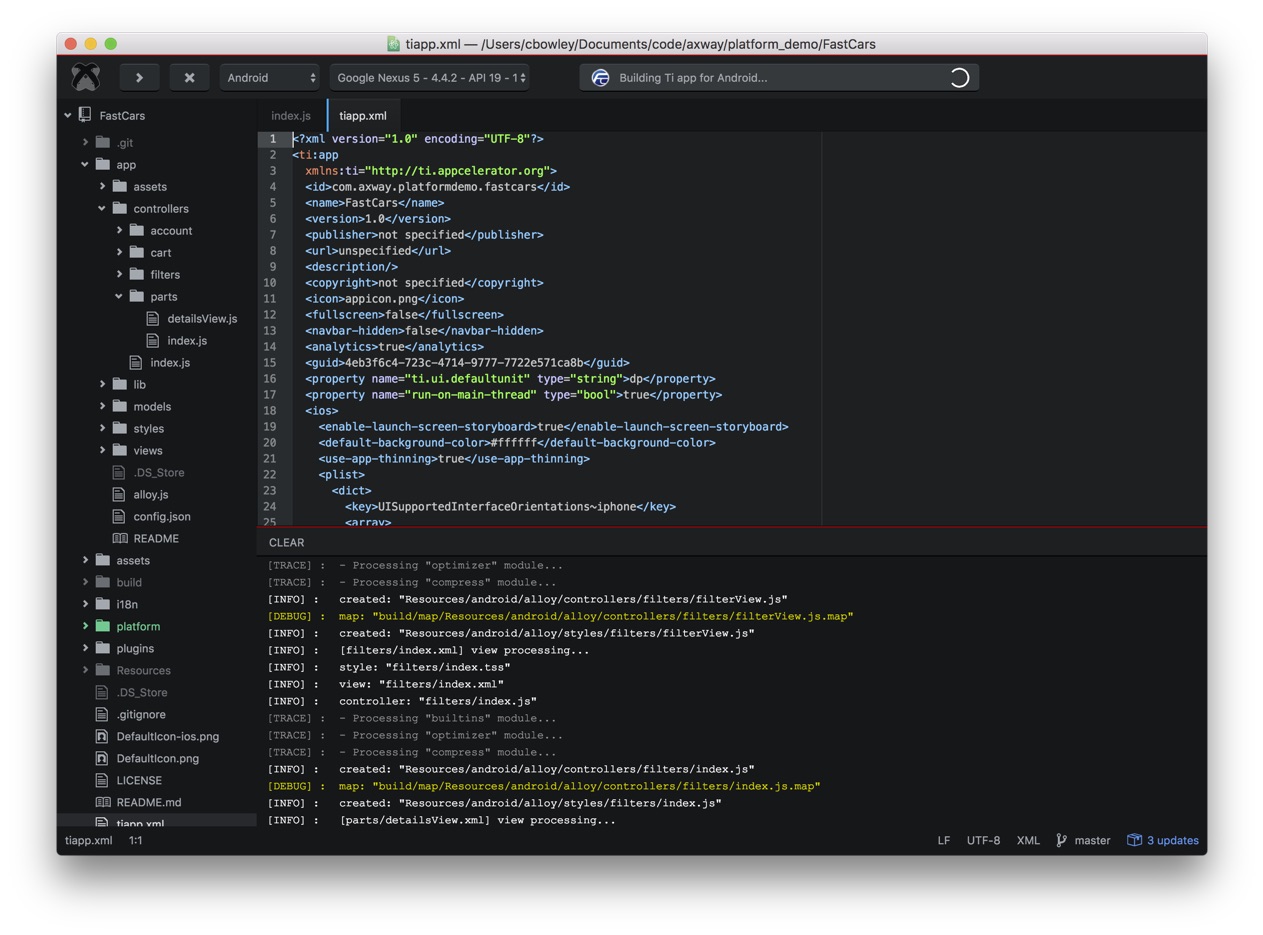 tiapp.xml — /Users/cbowley/Documents/code/axway/platform_demo/FastCars
Android
Google Nexus 5 - 4.4.2 - API 19 - 1
Building Ti app for Android...
FastCars
.git
app
assets
controllers
account
cart
filters
parts
detailsView.js
index.js
index.js
lib
models
styles
views
.DS_Store
alloy.js
config.json
README
assets
build
i18n
platform
plugins
Resources
.DS_Store
.gitignore
DefaultIcon-ios.png
DefaultIcon.png
LICENSE
README.md
tiapp.xml
index.js
tiapp.xml
1 <?xml version="1.0" encoding="UTF-8"?>
2 <ti:app
3 xmlns:ti="http://ti.appcelerator.org">
4 <id>com.axway.platformdemo.fastcars</id>
5 <name>FastCars</name>
6 <version>1.0</version>
7 <publisher>not specified</publisher>
8 <url>unspecified</url>
9 <description/>
10 <copyright>not specified</copyright>
11 <icon>appicon.png</icon>
12 <fullscreen>false</fullscreen>
13 <navbar-hidden>false</navbar-hidden>
14 <analytics>true</analytics>
15 <guid>4eb3f6c4-723c-4714-9777-7722e571ca8b</guid>
16 <property name="ti.ui.defaultunit" type="string">dp</property>
17 <property name="run-on-main-thread" type="bool">true</property>
18 <ios>
19 <enable-launch-screen-storyboard>true</enable-launch-screen-storyboard>
20 <default-background-color>#ffffff</default-background-color>
21 <use-app-thinning>true</use-app-thinning>
22 <plist>
23 <dict>
24 <key>UISupportedInterfaceOrientations~iphone</key>
25 <array>
CLEAR
[TRACE] : - Processing "optimizer" module...
[TRACE] : - Processing "compress" module...
[INFO] : created: "Resources/android/alloy/controllers/filters/filterView.js"
[DEBUG] : map: "build/map/Resources/android/alloy/controllers/filters/filterView.js.map"
[INFO] : created: "Resources/android/alloy/styles/filters/filterView.js"
[INFO] : [filters/index.xml] view processing...
[INFO] : style: "filters/index.tss"
[INFO] : view: "filters/index.xml"
[INFO] : controller: "filters/index.js"
[TRACE] : - Processing "builtins" module...
[TRACE] : - Processing "optimizer" module...
[TRACE] : - Processing "compress" module...
[INFO] : created: "Resources/android/alloy/controllers/filters/index.js"
[DEBUG] : map: "build/map/Resources/android/alloy/controllers/filters/index.js.map"
[INFO] : created: "Resources/android/alloy/styles/filters/index.js"
[INFO] : [parts/detailsView.xml] view processing...
tiapp.xml 1:1 LF UTF-8 XML master 3 updates